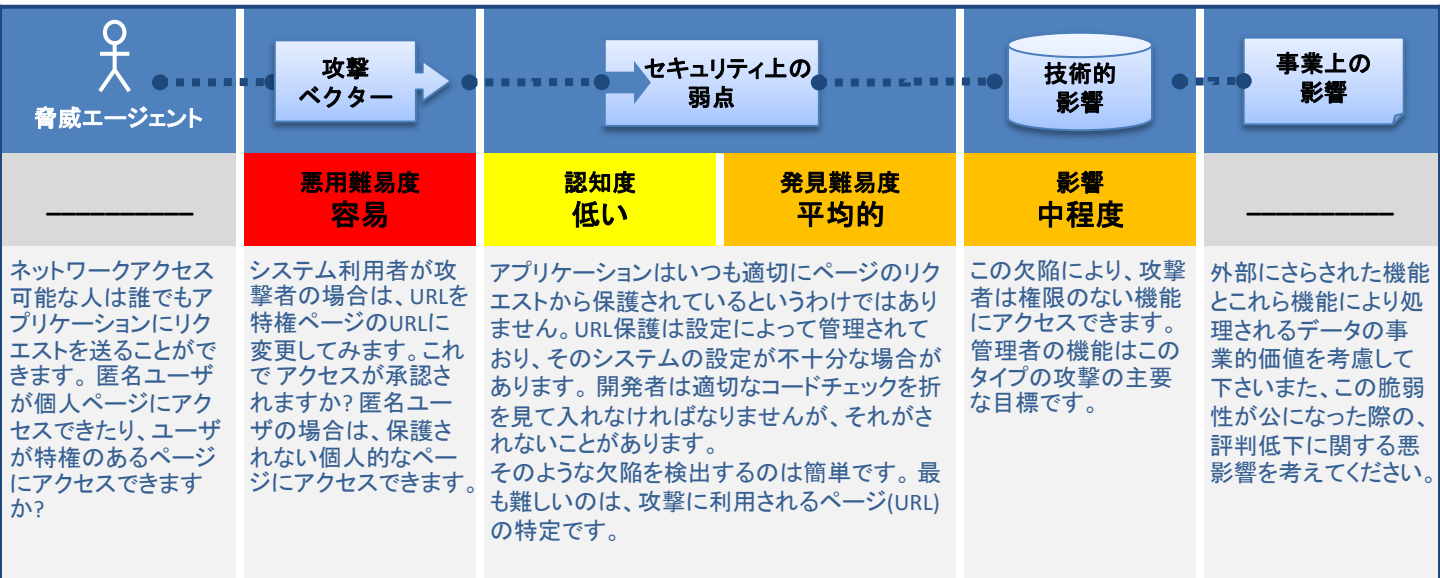 脅威エージェント
攻撃
ベクター
セキュリティ上の
弱点
技術的
影響
事業上の
影響
__________
悪用難易度
容易
認知度
低い
発見難易度
平均的
影響
中程度
__________
ネットワークアクセス
可能な人は誰でもア
プリケーションにリク
エストを送ることがで
きます。匿名ユーザ
が個人ページにアク
セスできたり、ユーザ
が特権のあるページ
にアクセスできます
か?
システム利用者が攻
撃者の場合は、URLを
特権ページのURLに
変更してみます。これ
で アクセスが承認さ
れますか? 匿名ユー
ザの場合は、保護さ
れない個人的なペー
ジにアクセスできます。
アプリケーションはいつも適切にページのリク
エストから保護されているというわけではあり
ません。URL保護は設定によって管理されて
おり、そのシステムの設定が不十分な場合が
あります。開発者は適切なコードチェックを折
を見て入れなければなりませんが、それがさ
れないことがあります。
そのような欠陥を検出するのは簡単です。最
も難しいのは、攻撃に利用されるページ(URL)
の特定です。
この欠陥により、攻撃
者は権限のない機能
にアクセスできます。
管理者の機能はこの
タイプの攻撃の主要
な目標です。
外部にさらされた機能
とこれら機能により処
理されるデータの事
業的価値を考慮して
下さいまた、この脆弱
性が公になった際の、
評判低下に関する悪
影響を考えてください。